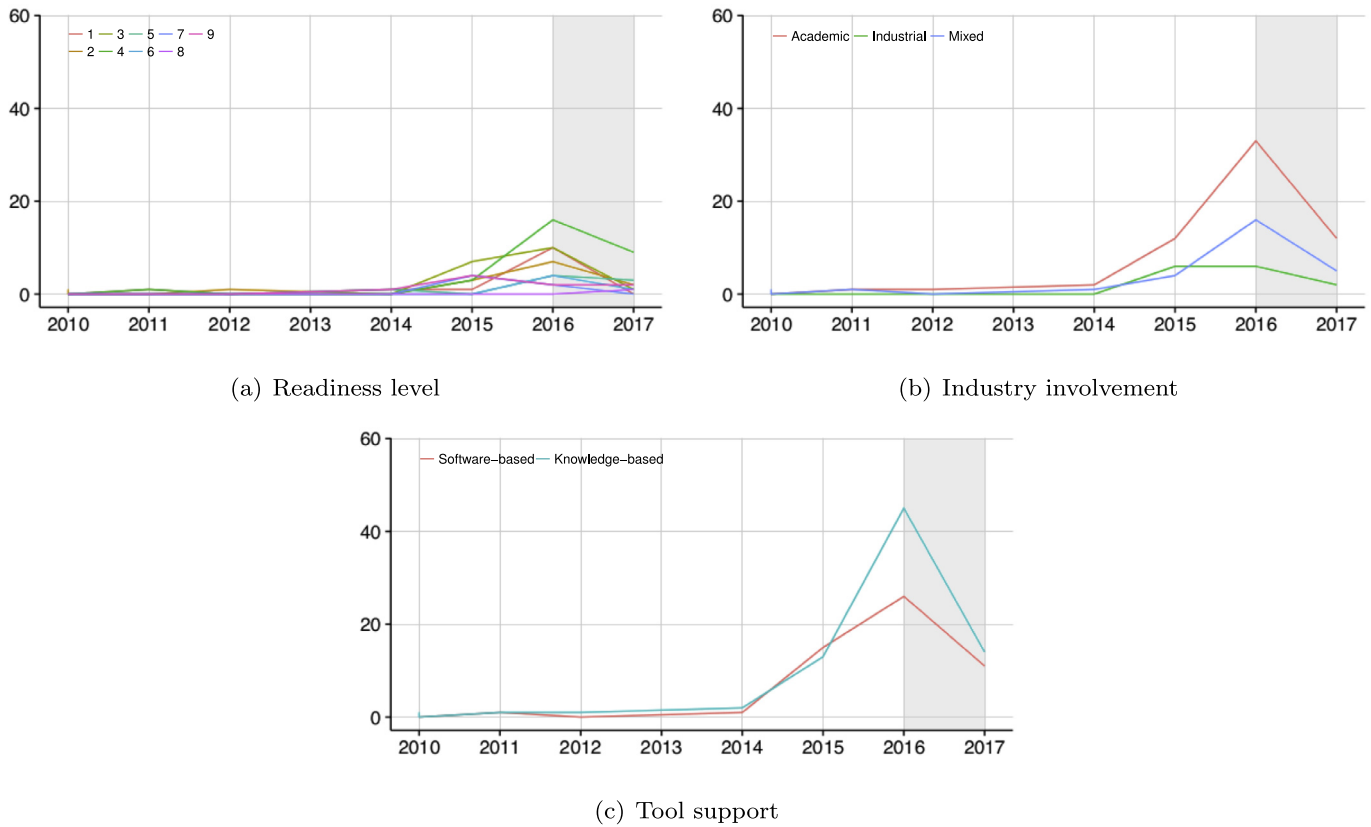 60
1 3 5 7 9
2 4 6 8
40
20
0
2010 2011 2012 2013 2014 2015 2016 2017
(a) Readiness level
60
Academic Industrial Mixed
40
20
0
2010 2011 2012 2013 2014 2015 2016 2017
(b) Industry involvement
60
Software−based Knowledge−based
40
20
0
2010 2011 2012 2013 2014 2015 2016 2017
(c) Tool support